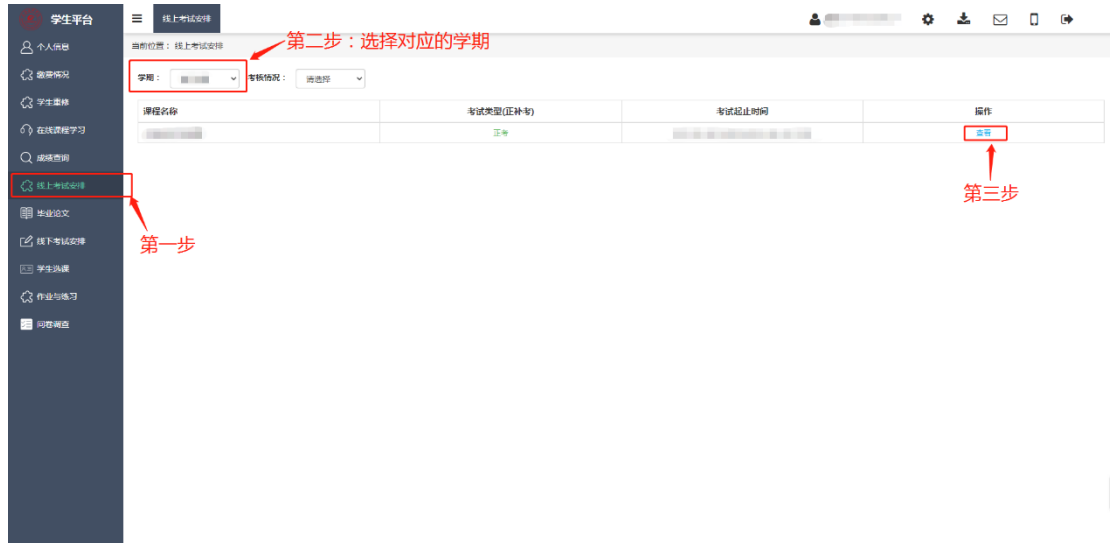 学生平台
线上考试安排
个人信息
当前位置：线上考试安排
第二步：选择对应的学期
缴费情况
学期：
考核情况：
请选择
学生重修
课程名称
考试类型(正补考)
考试起止时间
操作
在线课程学习
正考
查看
成绩查询
线上考试安排
第三步
毕业论文
线下考试安排
第一步
学生选课
作业与练习
问卷调查